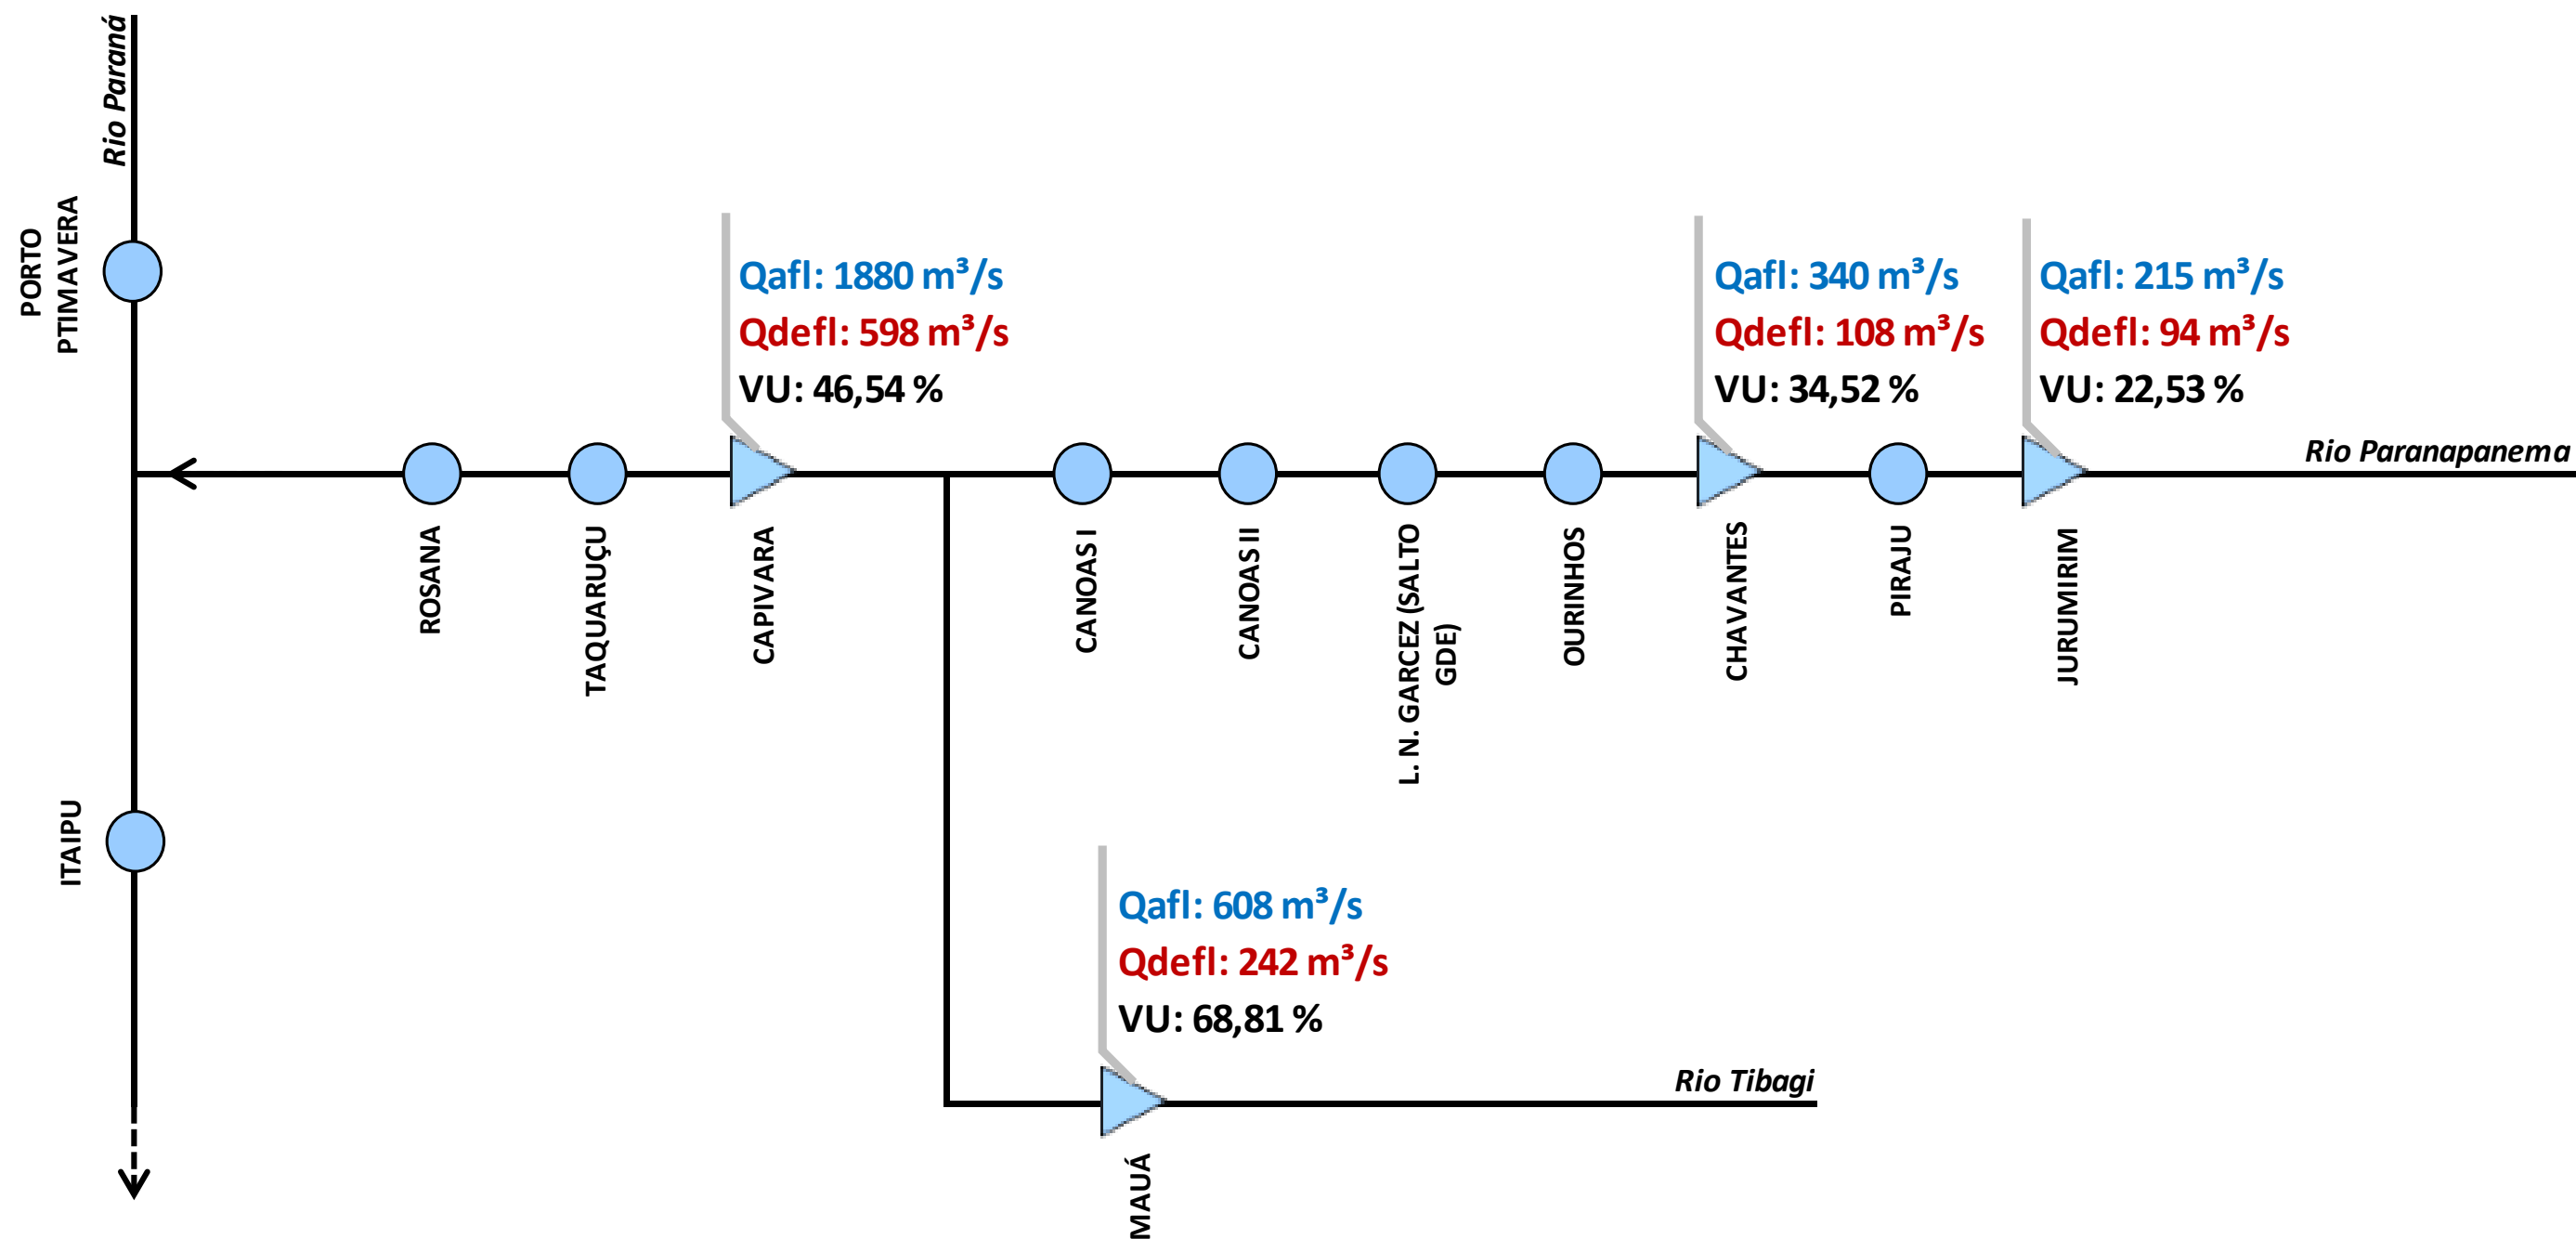 Rio Paraná
PORTO
PTIMAVERA
Qafl: 1880 m³/s
Qdefl: 598 m³/s
VU: 46,54 %
Qafl: 340 m³/s
Qdefl: 108 m³/s
VU: 34,52 %
Qafl: 215 m³/s
Qdefl: 94 m³/s
VU: 22,53 %
Rio Paranapanema
ROSANA
TAQUARUÇU
CAPIVARA
CANOAS I
CANOAS II
L. N. GARCEZ (SALTO
GDE)
OURINHOS
CHAVANTES
PIRAJU
JURUMIRIM
ITAIPU
Qafl: 608 m³/s
Qdefl: 242 m³/s
VU: 68,81 %
Rio Tibagi
MAUÁ